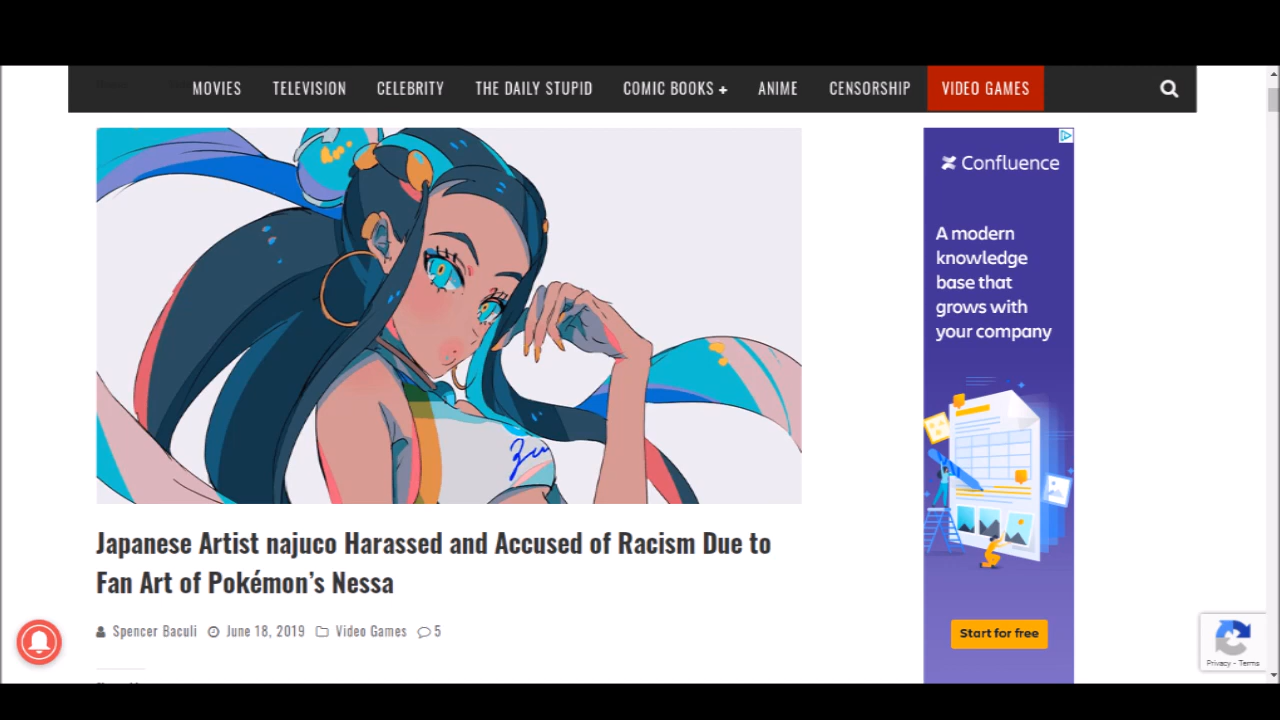 MOVIES TELEVISION CELEBRITY THE DAILY STUPID COMIC BOOKS + ANIME CENSORSHIP VIDEO GAMES
Confluence
A modern
knowledge
base that
grows with
your company
Start for free
Japanese Artist najuco Harassed and Accused of Racism Due to
Fan Art of Pokémon's Nessa
Spencer Baculi June 18, 2019 Video Games 5
Privacy - Terms